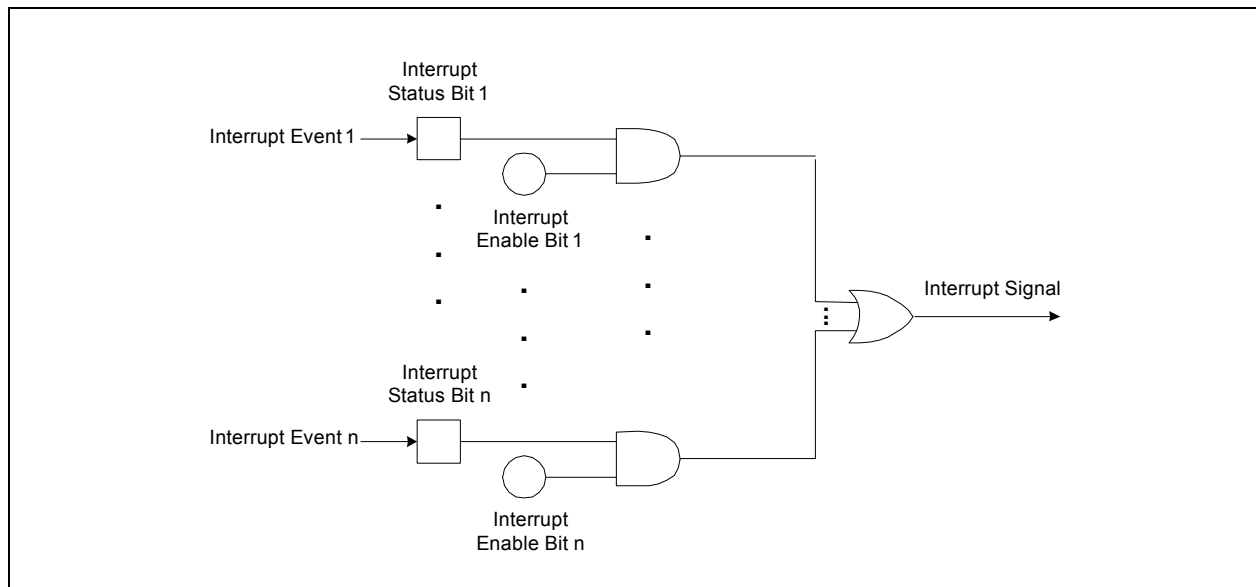 Interrupt
Status Bit 1
Interrupt Event 1
Interrupt
Enable Bit 1
Interrupt Signal
Interrupt
Status Bit n
Interrupt Event n
Interrupt
Enable Bit n